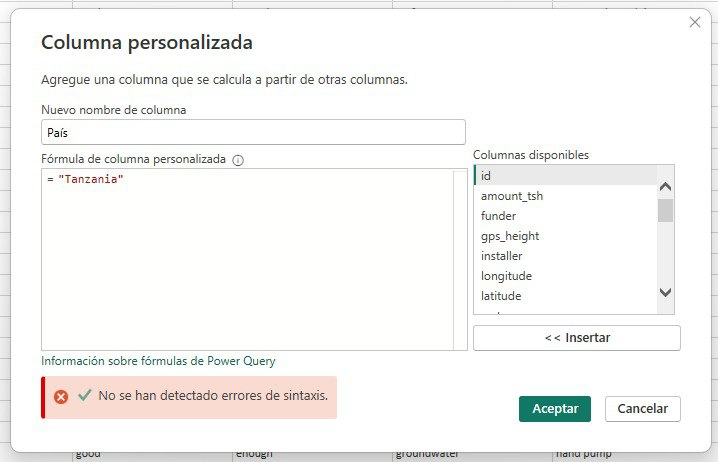 Columna personalizada
Agregue una columna que se calcula a partir de otras columnas.
Nuevo nombre de columna
País
Fórmula de columna personalizada
= "Tanzania"
Columnas disponibles
id
amount_tsh
funder
gps_height
installer
longitude
latitude
<< Insertar
Información sobre fórmulas de Power Query
No se han detectado errores de sintaxis.
Aceptar
Cancelar
good
enough
groundwater
hand pump